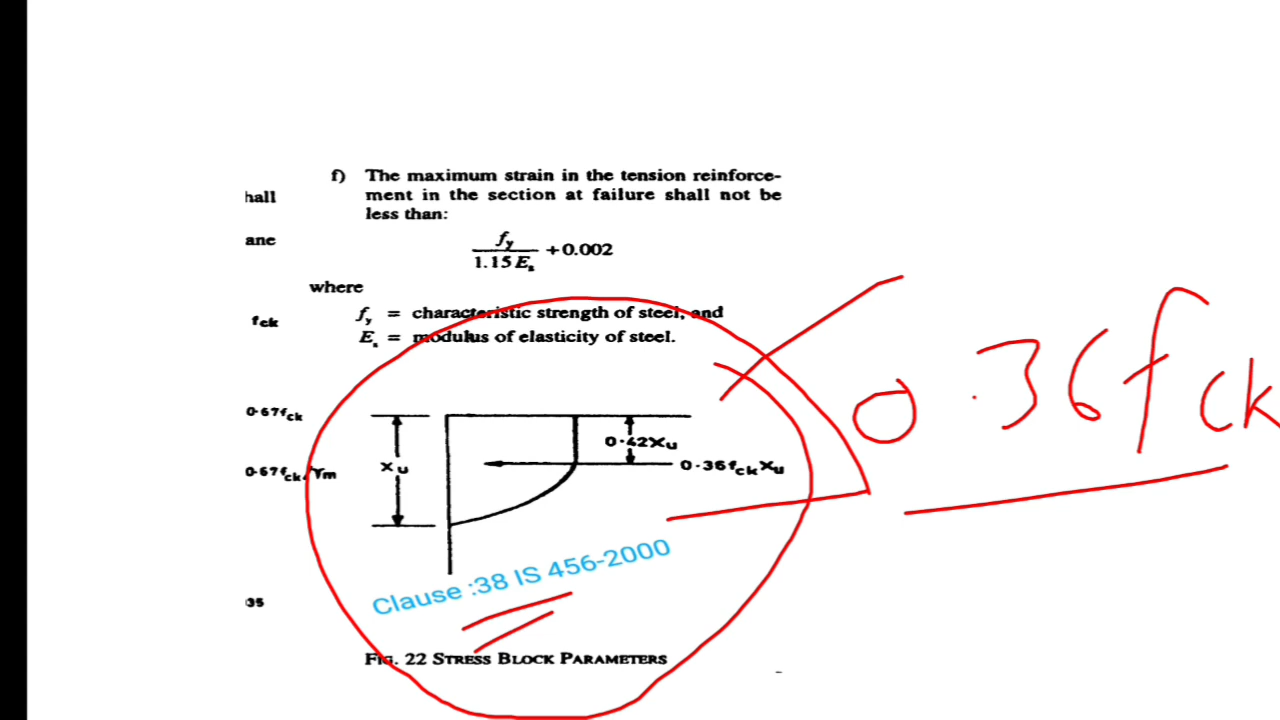 f) The maximum strain in the tension reinforce-
hall
ment in the section at failure shall not be
less than:
ane
fy
+0.002
1.15 Es
where
fck
fy = characteristic strength of steel, and
Es = modulus of elasticity of steel.
0.36fck
0·67fck
0·42Xu
Xu
0·36fckXu
0·67fck/γm
Clause :38 IS 456-2000
35
FIG. 22 STRESS BLOCK PARAMETERS